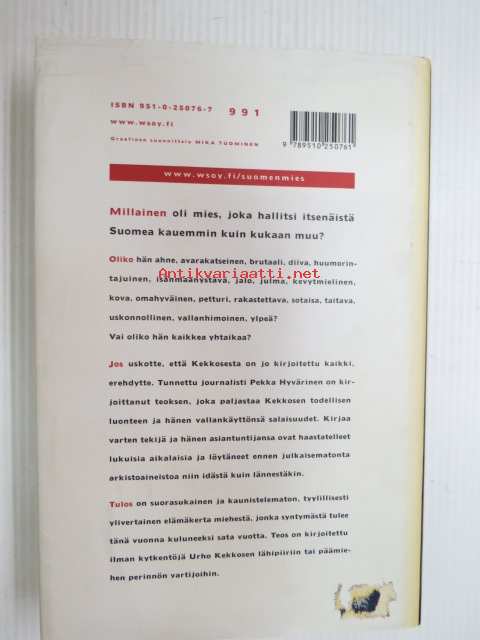 ISBN 951-0-25076-7 991
www.wsoy.fi
Graafinen suunnittelu MIKA TUOMINEN
9 789510 250761
www.wsoy.fi/suomenmies
Millainen oli mies, joka hallitsi itsenäistä
Suomea kauemmin kuin kukaan muu?
Oliko hän ahne, avarakatseinen, brutaali, diiva, huumorin-
tajuinen, isänmaanystävä, jalo, julma, kevytmielinen,
Antikvariaatti.net
kova, omahyväinen, petturi, rakastettava, sotaisa, taitava,
uskonnollinen, vallanhimoinen, ylpeä?
Vai oliko hän kaikkea yhtaikaa?
Jos uskotte, että Kekkosesta on jo kirjoitettu kaikki,
erehdytte. Tunnettu journalisti Pekka Hyvärinen on kir-
joittanut teoksen, joka paljastaa Kekkosen todellisen
luonteen ja hänen vallankäyttönsä salaisuudet. Kirjaa
varten tekijä ja hänen asiantuntijansa ovat haastatelleet
lukuisia aikalaisia ja löytäneet ennen julkaisematonta
arkistoaineistoa niin idästä kuin lännestäkin.
Tulos on suorasukainen ja kaunistelematon, tyylillisesti
ylivertainen elämäkerta miehestä, jonka syntymästä tulee
tänä vuonna kuluneeksi sata vuotta. Teos on kirjoitettu
ilman kytkentöjä Urho Kekkosen lähipiiriin tai päämie-
hen perinnön vartijoihin.